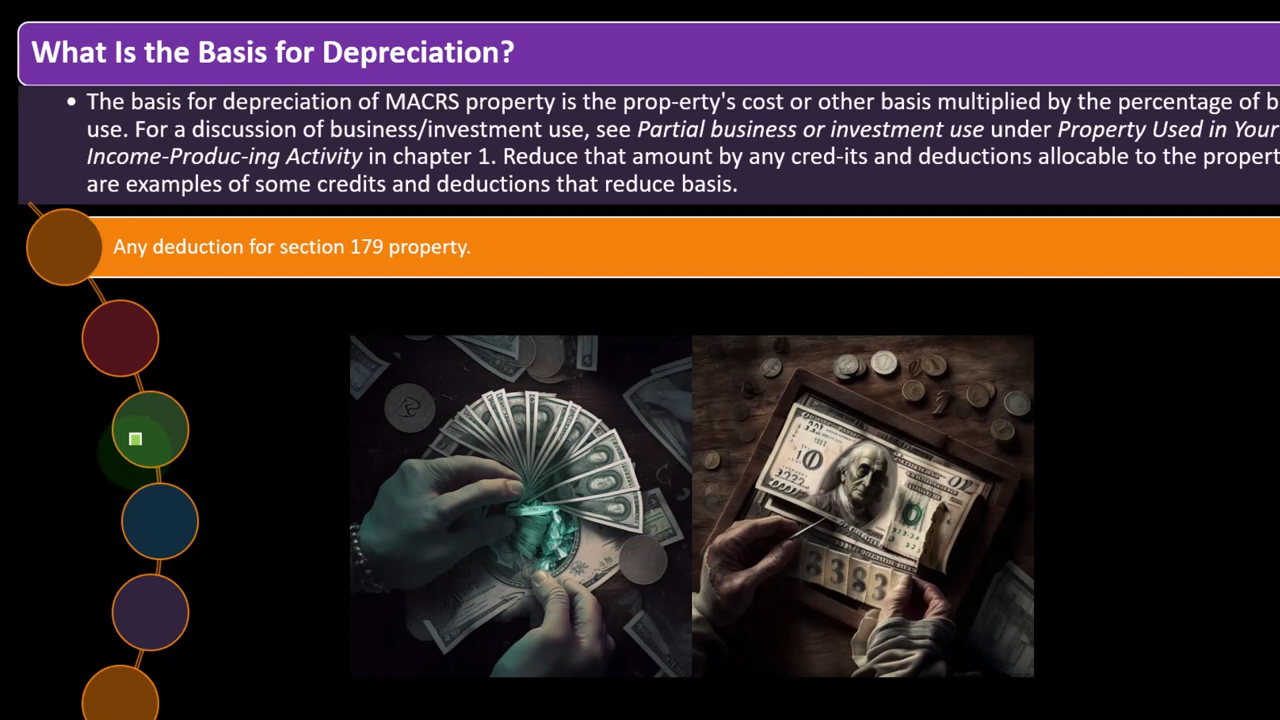 What Is the Basis for Depreciation?
• The basis for depreciation of MACRS property is the prop-erty's cost or other basis multiplied by the percentage of b
use. For a discussion of business/investment use, see Partial business or investment use under Property Used in Your
Income-Produc-ing Activity in chapter 1. Reduce that amount by any cred-its and deductions allocable to the propert
are examples of some credits and deductions that reduce basis.
Any deduction for section 179 property.